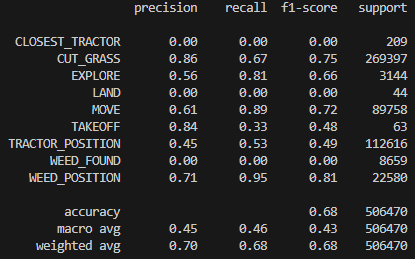 precision recall f1-score support
CLOSEST_TRACTOR 0.00 0.00 0.00 209
CUT_GRASS 0.86 0.67 0.75 269397
EXPLORE 0.56 0.81 0.66 3144
LAND 0.00 0.00 0.00 44
MOVE 0.61 0.89 0.72 89758
TAKEOFF 0.84 0.33 0.48 63
TRACTOR_POSITION 0.45 0.53 0.49 112616
WEED_FOUND 0.00 0.00 0.00 8659
WEED_POSITION 0.71 0.95 0.81 22580
accuracy 0.68 506470
macro avg 0.45 0.46 0.43 506470
weighted avg 0.70 0.68 0.68 506470